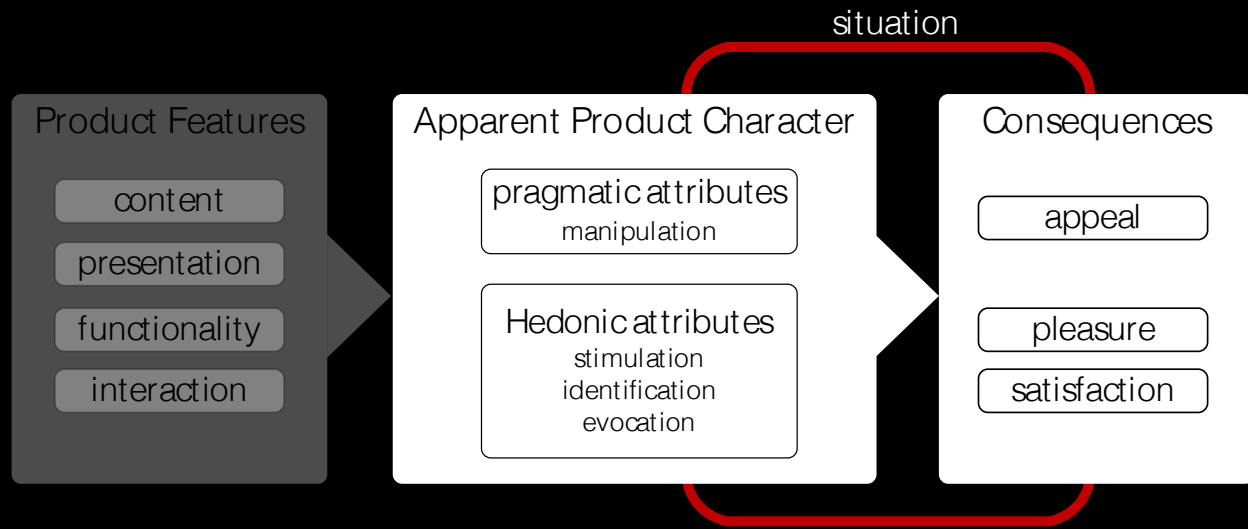 situation
Product Features
content
presentation
functionality
interaction
Apparent Product Character
pragmatic attributes
manipulation
Hedonic attributes
stimulation
identification
evocation
Consequences
appeal
pleasure
satisfaction